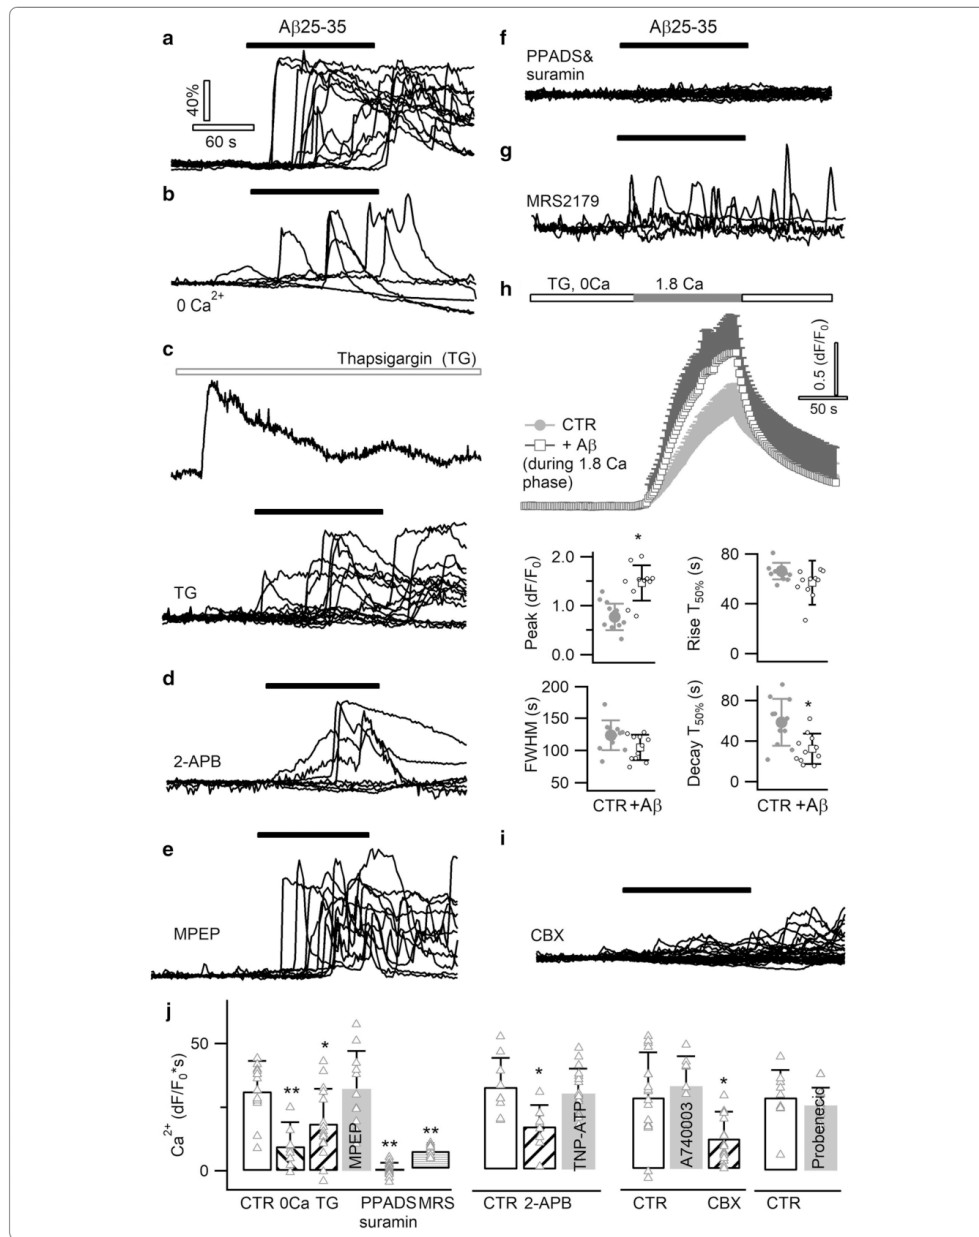 a
Aβ25-35
40%
60 s
b
0 Ca²⁺
c
Thapsigargin (TG)
TG
d
2-APB
e
MPEP
f
Aβ25-35
PPADS&
suramin
g
MRS2179
h
TG, 0Ca 1.8 Ca
0.5 (dF/F₀)
50 s
CTR
+ Aβ
(during 1.8 Ca
phase)
Peak (dF/F₀)
2.0
1.0
0.0
*
Rise T₅₀% (s)
80
40
0
FWHM (s)
200
150
100
50
CTR +Aβ
Decay T₅₀% (s)
80
40
0
*
CTR +Aβ
i
CBX
j
Ca²⁺ (dF/F₀*s)
50
0
** * ** ** * *
MPEP
TNP-ATP
A740003
Probenecid
CTR 0Ca TG PPADS MRS CTR 2-APB CTR CBX CTR
suramin